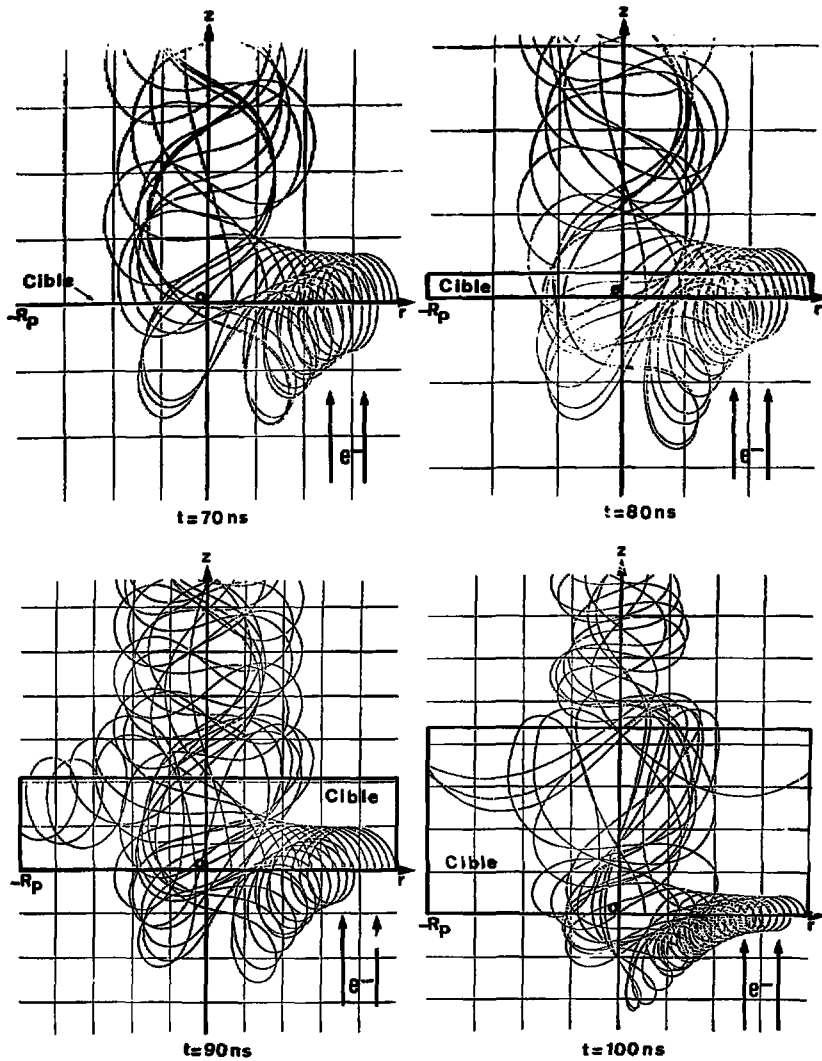 z
Cible
o
-Rp
r
e-
t=70ns
z
Cible
o
-Rp
r
e-
t=80ns
z
Cible
o
-Rp
r
e-
t=90ns
z
Cible
o
-Rp
r
e-
t=100ns